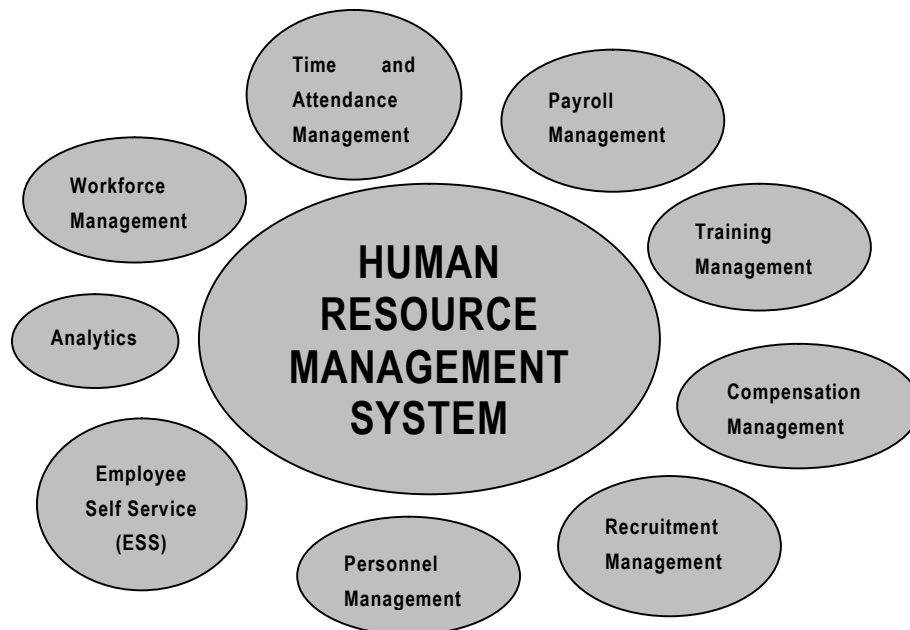 Time and
Attendance
Management
Payroll
Management
Workforce
Management
Training
Management
HUMAN
RESOURCE
MANAGEMENT
SYSTEM
Analytics
Compensation
Management
Employee
Self Service
(ESS)
Recruitment
Management
Personnel
Management